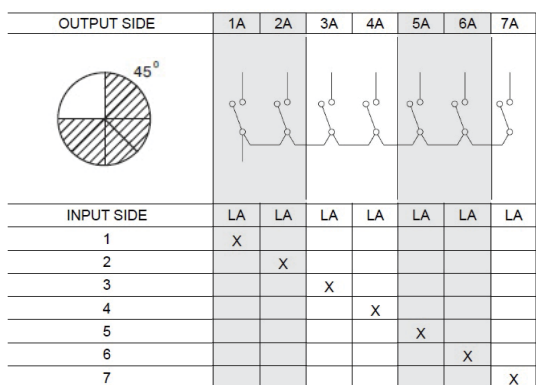 OUTPUT SIDE 1A 2A 3A 4A 5A 6A 7A
45°
INPUT SIDE LA LA LA LA LA LA LA
1 X
2 X
3 X
4 X
5 X
6 X
7 X